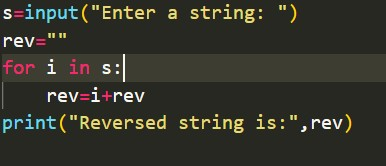 s=input("Enter a string: ")
rev=""
for i in s:
    rev=i+rev
print("Reversed string is:",rev)